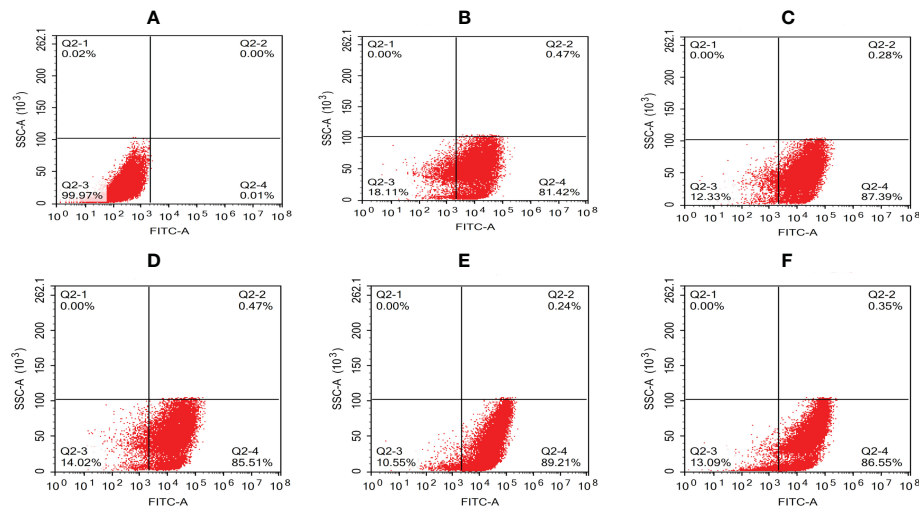 A
B
C
Q2-1
0.02%
Q2-2
0.00%
Q2-3
99.97%
Q2-4
0.01%
SSC-A (10³)
262.1
200
150
100
50
0
10⁰ 10¹ 10² 10³ 10⁴ 10⁵ 10⁶ 10⁷ 10⁸
FITC-A
Q2-1
0.00%
Q2-2
0.47%
Q2-3
18.11%
Q2-4
81.42%
SSC-A (10³)
262.1
200
150
100
50
0
10⁰ 10¹ 10² 10³ 10⁴ 10⁵ 10⁶ 10⁷ 10⁸
FITC-A
Q2-1
0.00%
Q2-2
0.28%
Q2-3
12.33%
Q2-4
87.39%
SSC-A (10³)
262.1
200
150
100
50
0
10⁰ 10¹ 10² 10³ 10⁴ 10⁵ 10⁶ 10⁷ 10⁸
FITC-A
D
E
F
Q2-1
0.00%
Q2-2
0.47%
Q2-3
14.02%
Q2-4
85.51%
SSC-A (10³)
262.1
200
150
100
50
0
10⁰ 10¹ 10² 10³ 10⁴ 10⁵ 10⁶ 10⁷ 10⁸
FITC-A
Q2-1
0.00%
Q2-2
0.24%
Q2-3
10.55%
Q2-4
89.21%
SSC-A (10³)
262.1
200
150
100
50
0
10⁰ 10¹ 10² 10³ 10⁴ 10⁵ 10⁶ 10⁷ 10⁸
FITC-A
Q2-1
0.00%
Q2-2
0.35%
Q2-3
13.09%
Q2-4
86.55%
SSC-A (10³)
262.1
200
150
100
50
0
10⁰ 10¹ 10² 10³ 10⁴ 10⁵ 10⁶ 10⁷ 10⁸
FITC-A